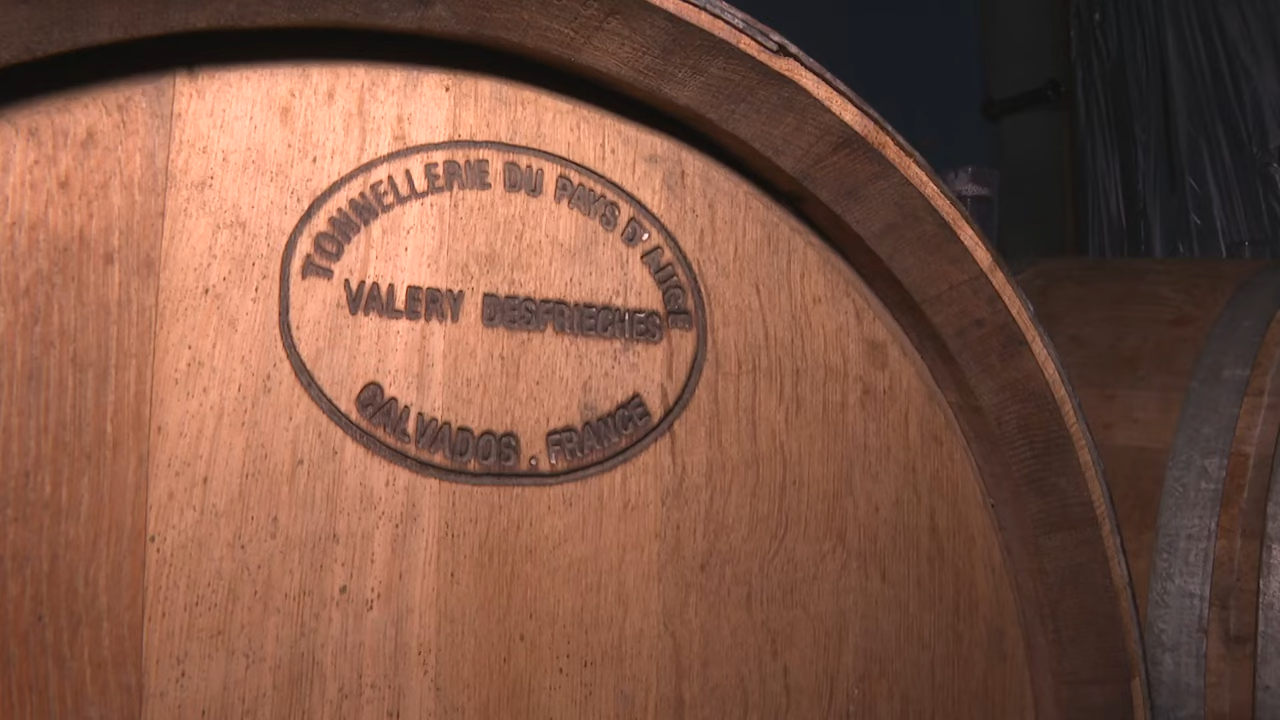 TONNELLERIE DU PAYS D'AUGE
VALERY DESFRIECHES
CALVADOS . FRANCE